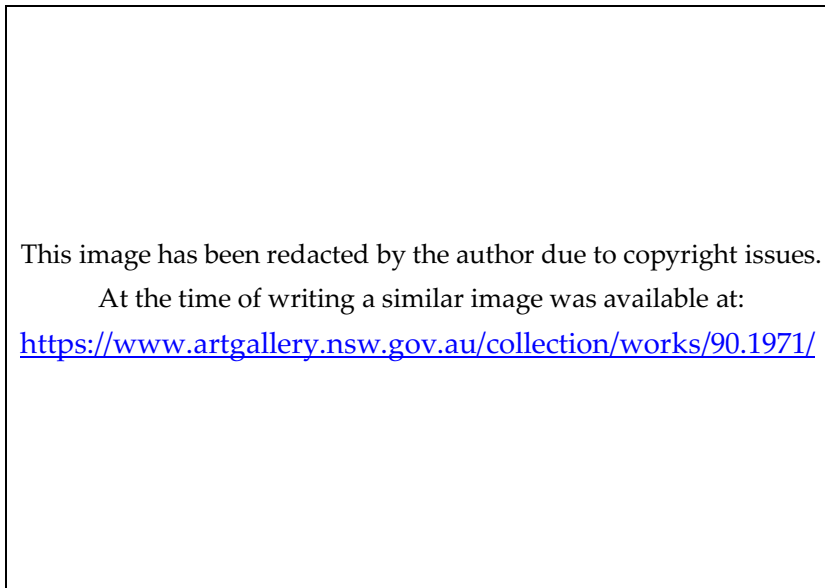 This image has been redacted by the author due to copyright issues.
At the time of writing a similar image was available at:
https://www.artgallery.nsw.gov.au/collection/works/90.1971/